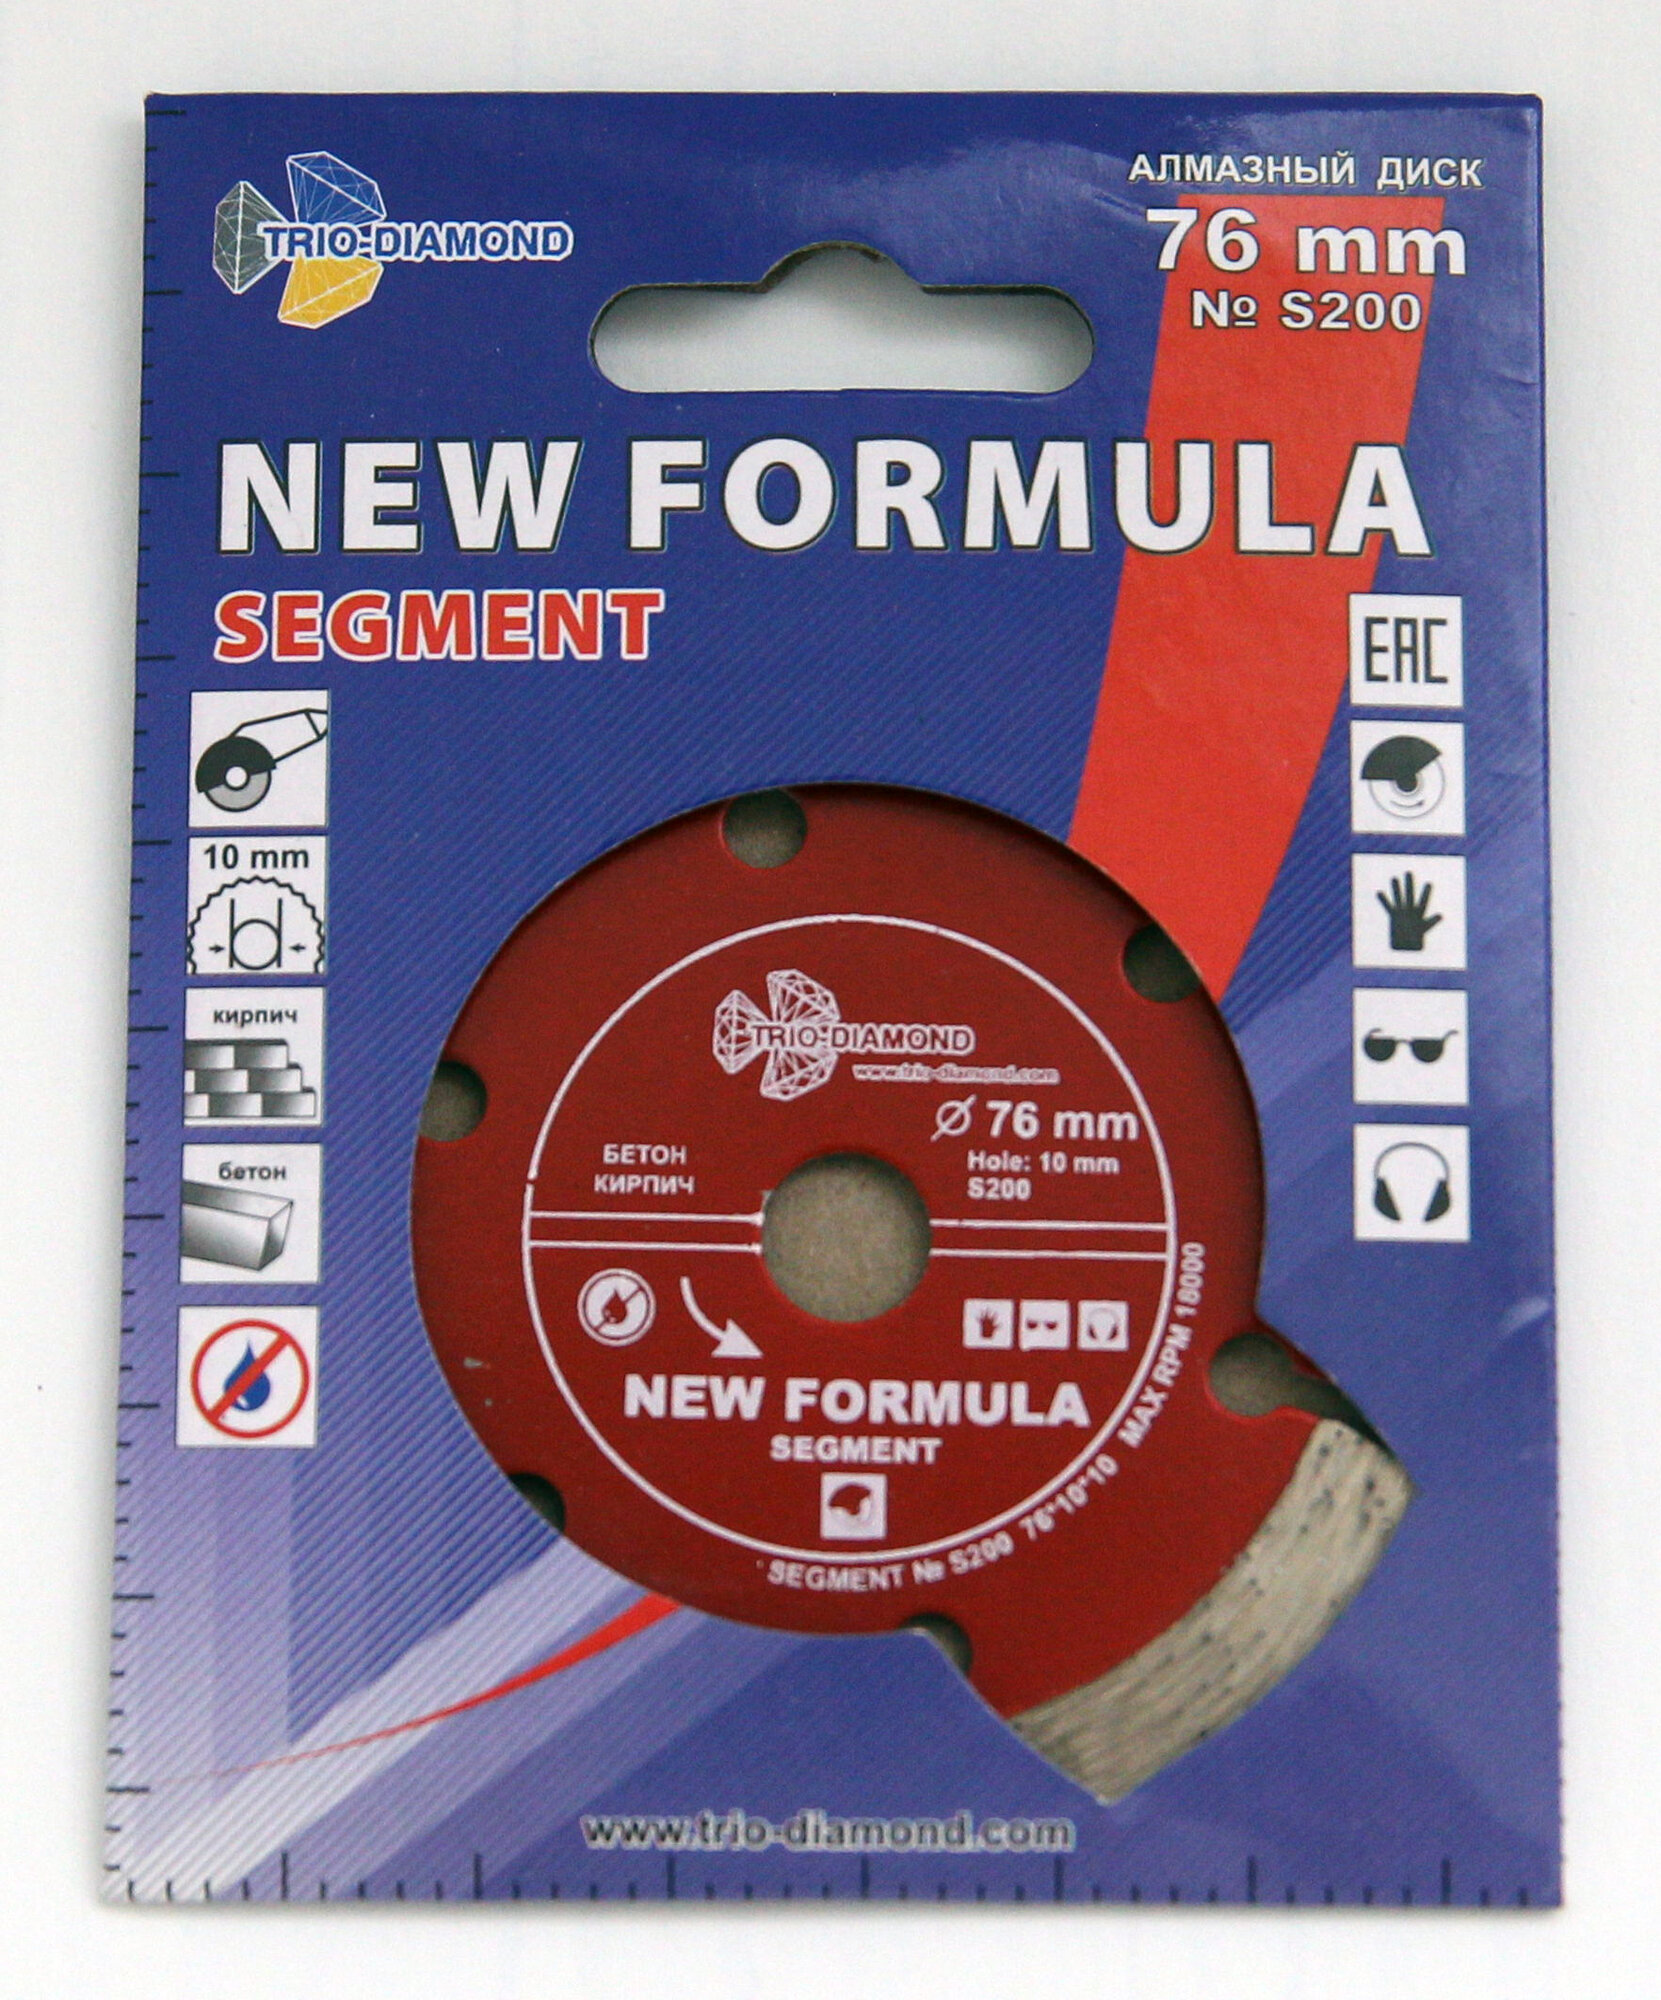 TRIO-DIAMOND
АЛМАЗНЫЙ ДИСК
76 mm
№ S200
NEW FORMULA
SEGMENT
EAC
10 mm
кирпич
бетон
TRIO-DIAMOND
www.trio-diamond.com
Ø 76 mm
Hole: 10 mm
S200
БЕТОН
КИРПИЧ
NEW FORMULA
SEGMENT
SEGMENT № S200 76*10*10 MAX RPM 18000
www.trio-diamond.com